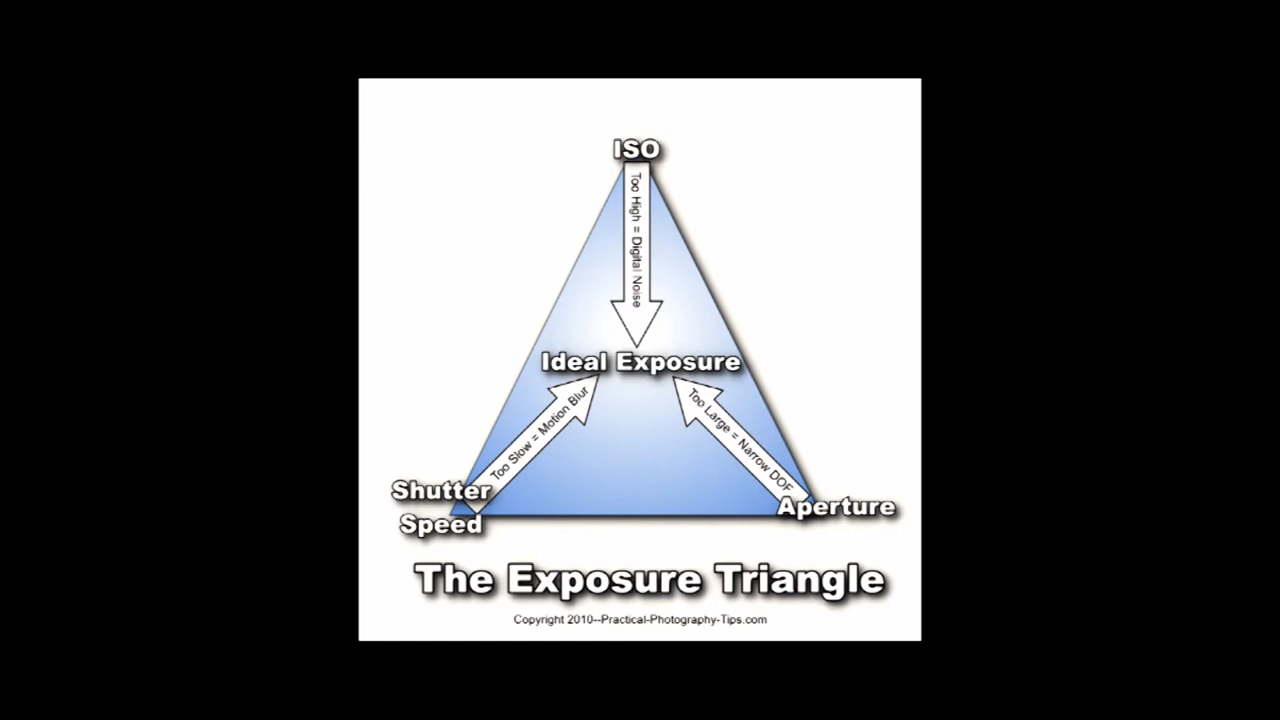 ISO
Too High = Digital Noise
Ideal Exposure
Too Slow = Motion Blur
Too Large = Narrow DOF
Shutter
Speed
Aperture
The Exposure Triangle
Copyright 2010--Practical-Photography-Tips.com